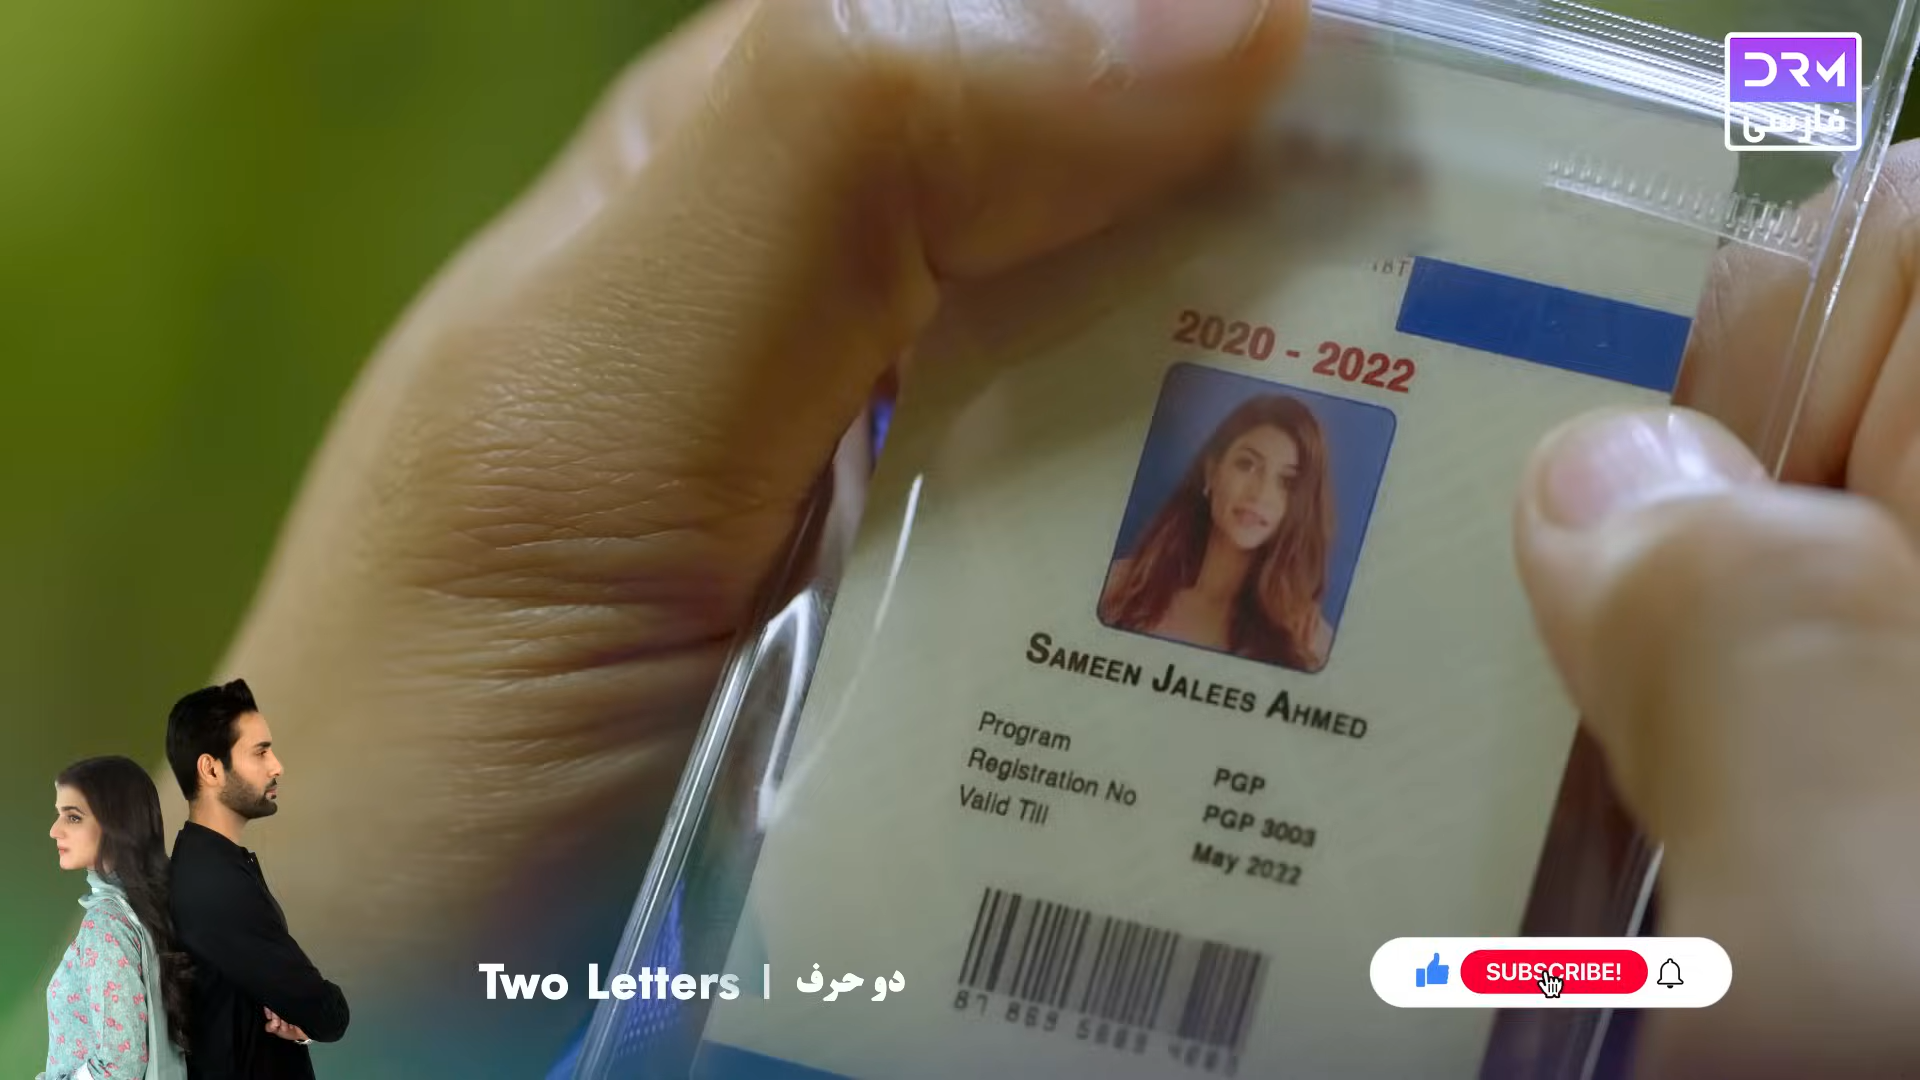 DRM
فارسی
2020 - 2022
SAMEEN JALEES AHMED
Program PGP
Registration No PGP 3003
Valid Till May 2022
Two Letters | دو حرف
SUBSCRIBE!